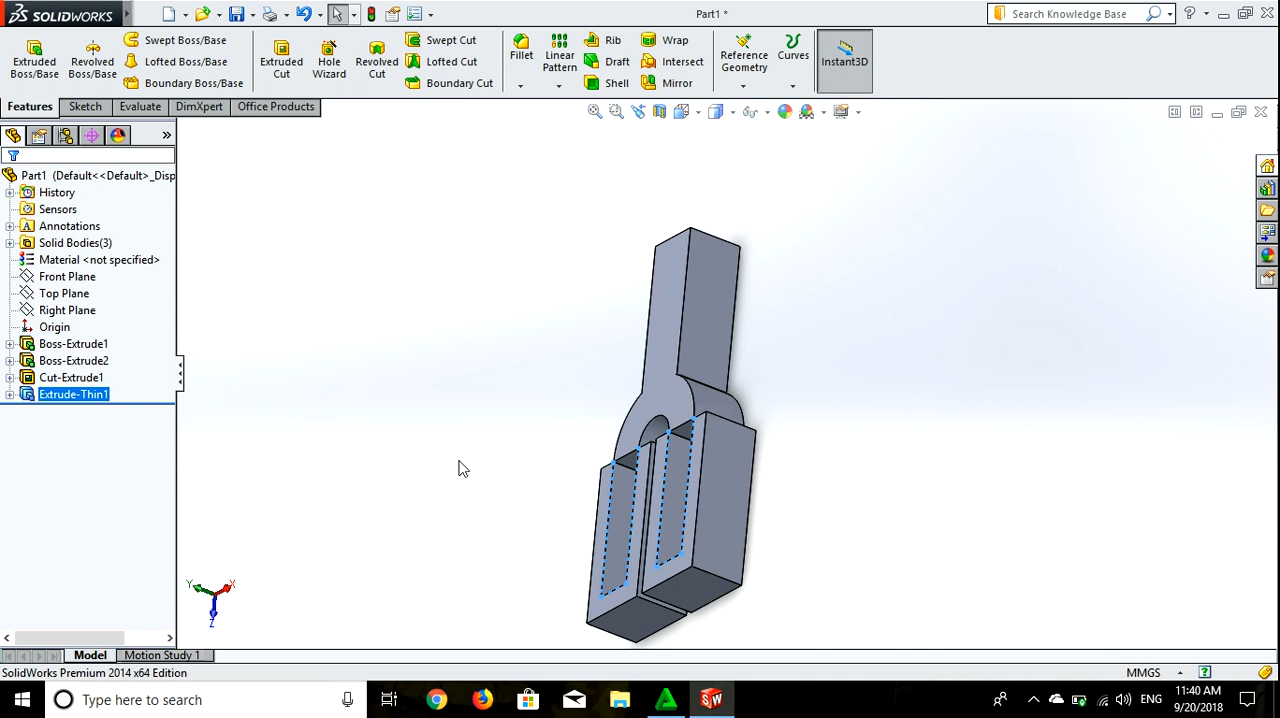 SOLIDWORKS
Part1 *
Search Knowledge Base
Extruded Boss/Base
Revolved Boss/Base
Swept Boss/Base
Lofted Boss/Base
Boundary Boss/Base
Extruded Cut
Hole Wizard
Revolved Cut
Swept Cut
Lofted Cut
Boundary Cut
Fillet
Linear Pattern
Rib
Draft
Shell
Wrap
Intersect
Mirror
Reference Geometry
Curves
Instant3D
Features
Sketch
Evaluate
DimXpert
Office Products
Part1 (Default<<Default>_Disp
History
Sensors
Annotations
Solid Bodies(3)
Material <not specified>
Front Plane
Top Plane
Right Plane
Origin
Boss-Extrude1
Boss-Extrude2
Cut-Extrude1
Extrude-Thin1
Y
X
Z
Model
Motion Study 1
SolidWorks Premium 2014 x64 Edition
MMGS
Type here to search
ENG
11:40 AM
9/20/2018